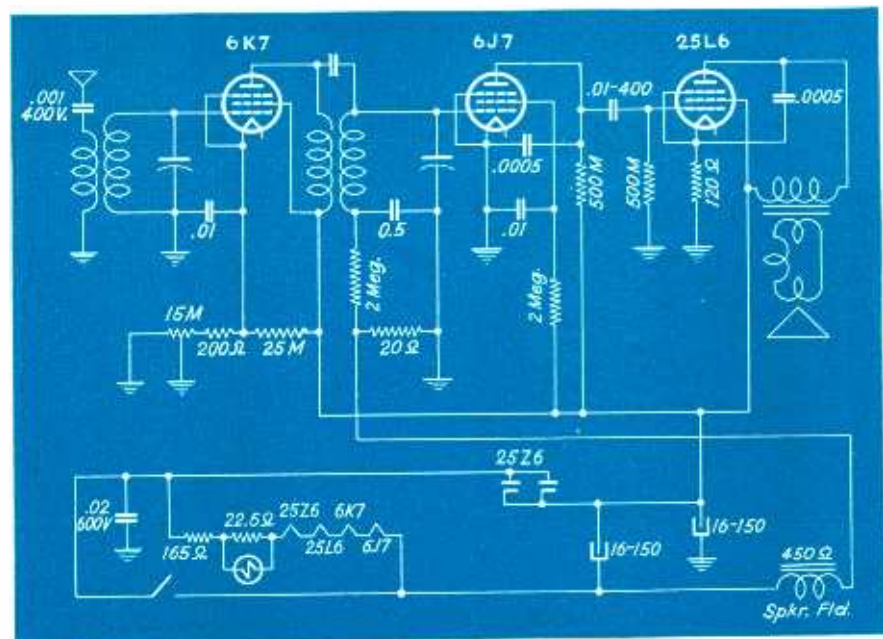 6K7
6J7
25L6
.001
400V.
.01-400
.0005
.0005
500M
500M
120Ω
.01
0.5
.01
2 Meg.
2 Meg.
15M
200Ω
25M
20Ω
25Z6
.02
600V
165Ω
22.5Ω
25Z6
6K7
25L6
6J7
16-150
16-150
450Ω
Spkr. Fld.